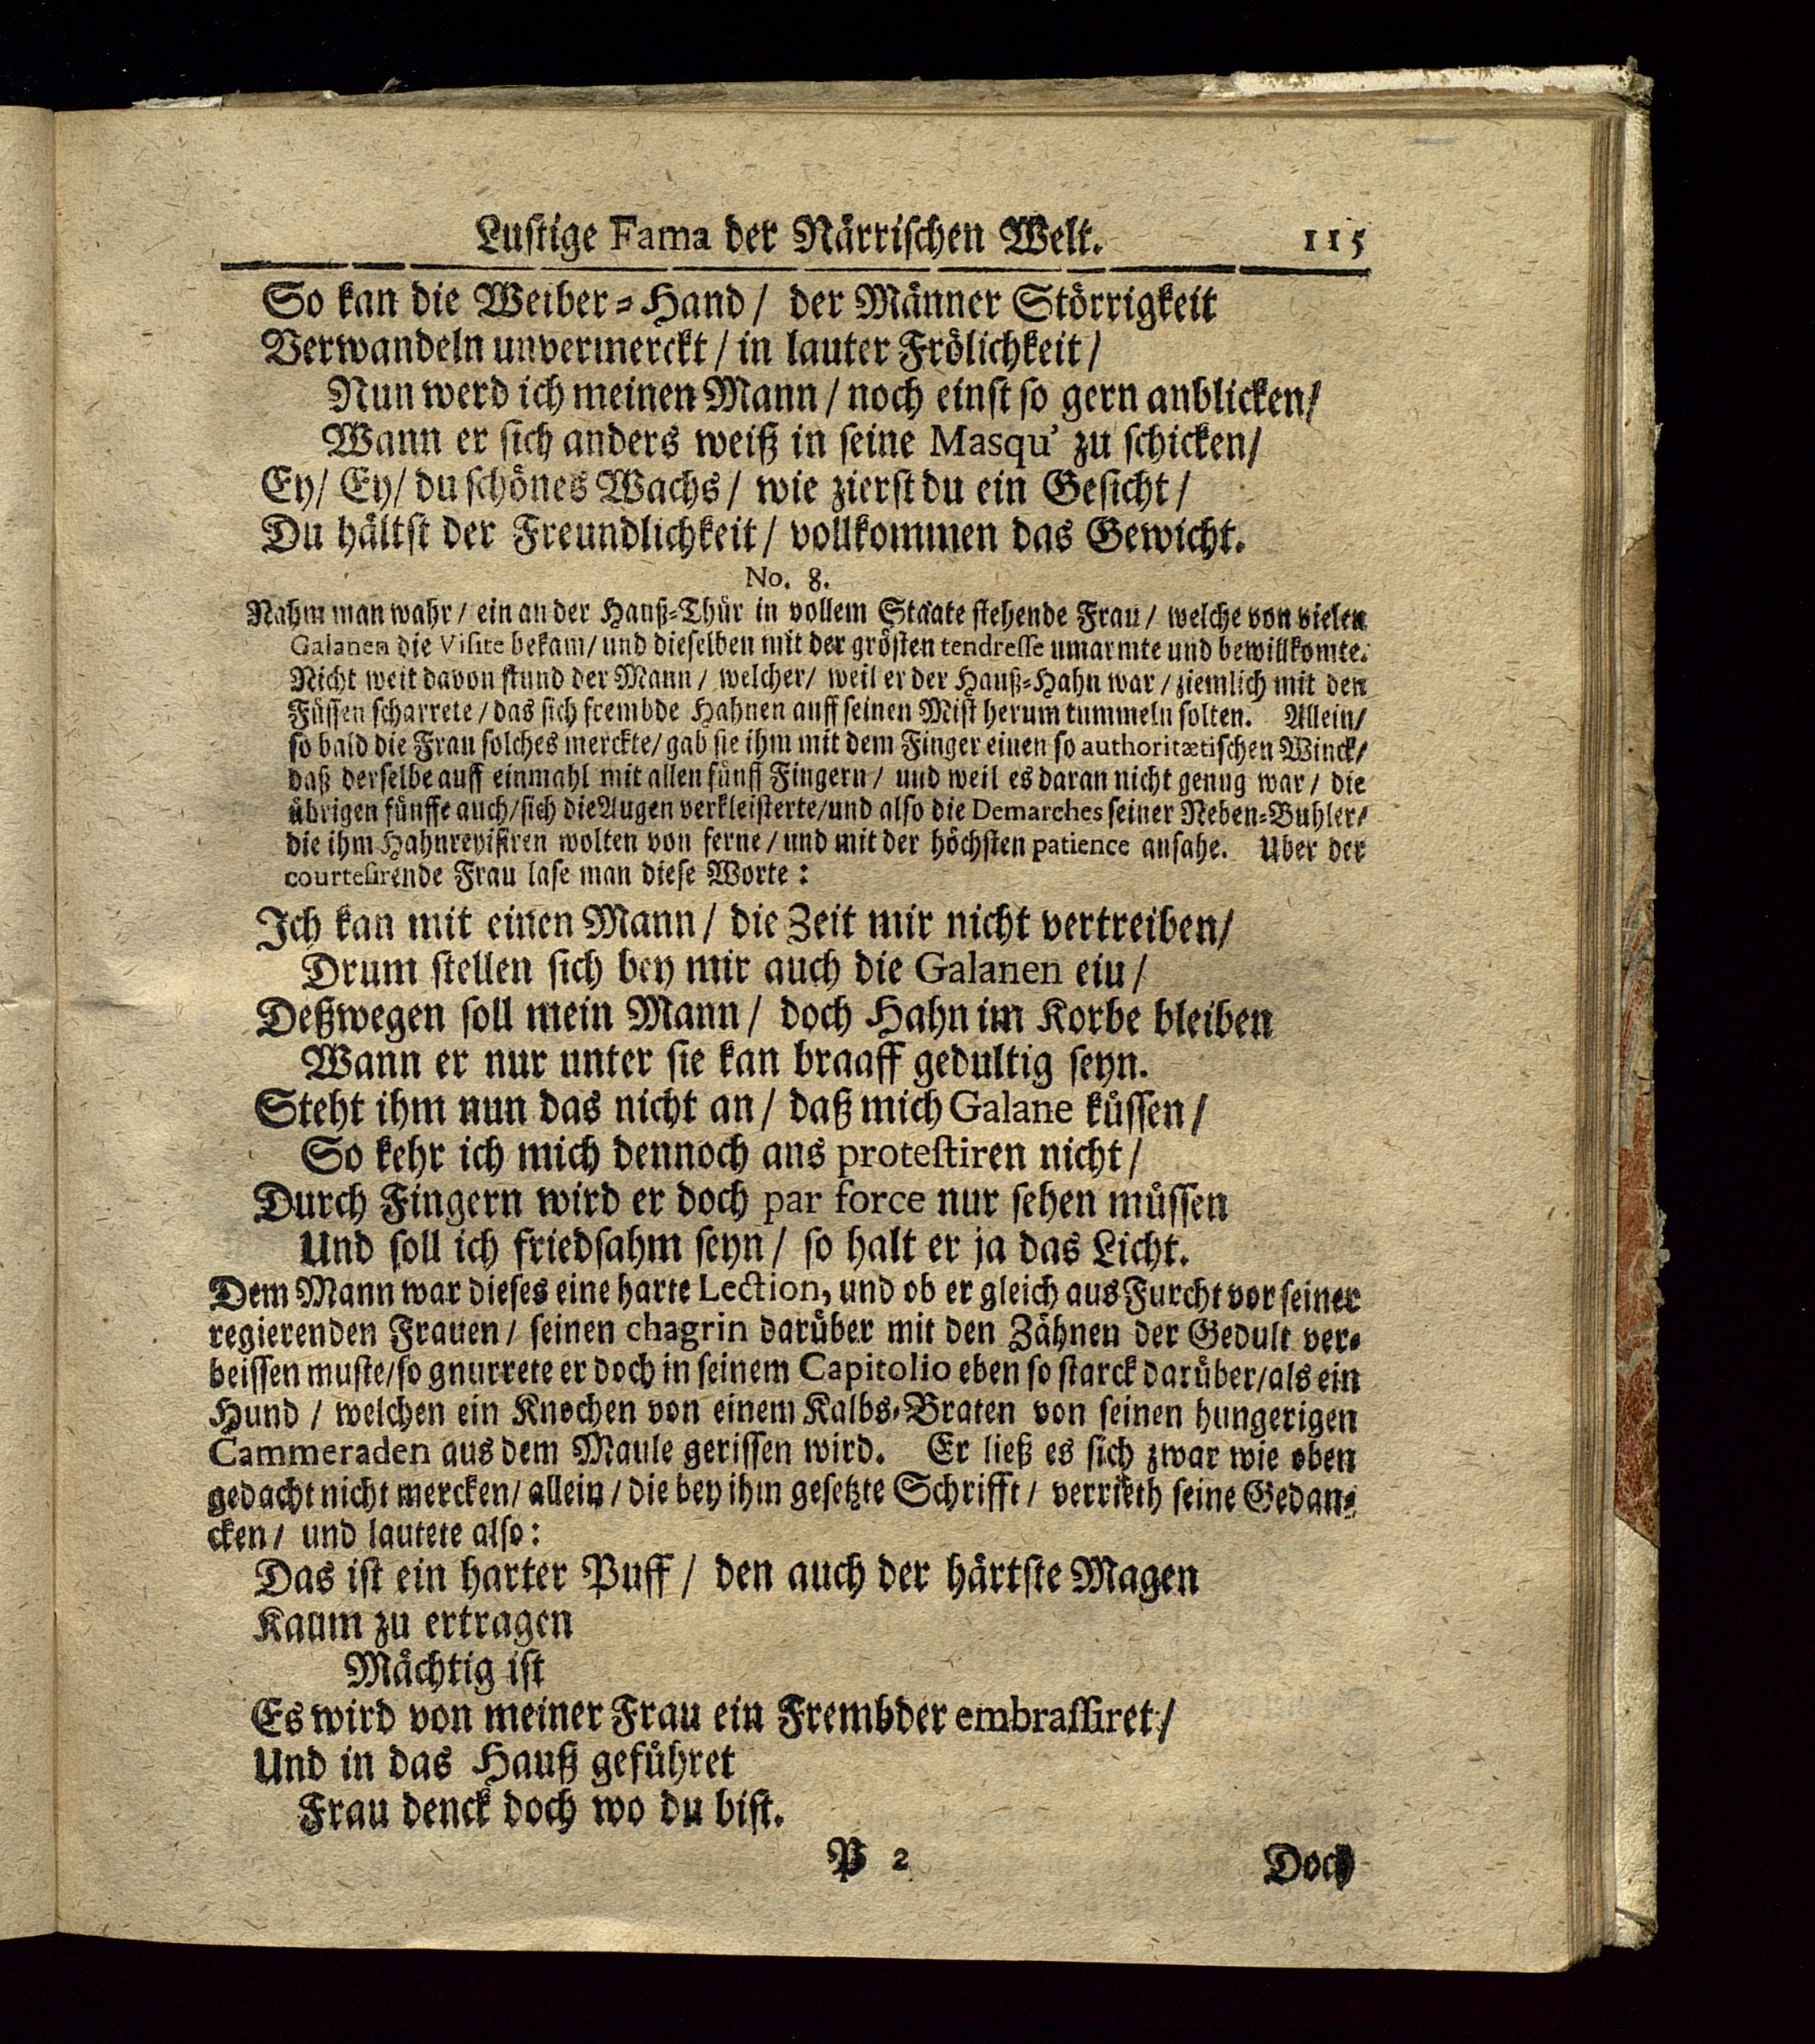 Lustige Fama der Närrischen Welt. 115
So kan die Weiber-Hand / der Männer Störrigkeit
Verwandeln unvermerckt / in lauter Frölichkeit /
Nun werd ich meinen Mann / noch einst so gern anblicken /
Wann er sich anders weiß in seine Masqu' zu schicken /
Ey / Ey / du schönes Wachs / wie zierst du ein Gesicht /
Du hältst der Freundlichkeit / vollkommen das Gewicht.
No. 8.
Nahm man wahr / ein an der Hauß-Thür in vollem Staate stehende Frau / welche von vielen
Galanen die Visite bekam / und dieselben mit der grösten tendresse umarmte und bewillkomte.
Nicht weit davon stund der Mann / welcher / weil er der Hauß-Hahn war / ziemlich mit den
Füssen scharrete / das sich frembde Hahnen auff seinen Mist herum tummeln solten. Allein /
so bald die Frau solches merckte / gab sie ihm mit dem Finger einen so authoritætischen Winck /
daß derselbe auff einmahl mit allen fünff Fingern / und weil es daran nicht genug war / die
übrigen fünffe auch / sich die Augen verkleisterte / und also die Demarches seiner Neben-Buhler /
die ihm Hahnreyisiren wolten von ferne / und mit der höchsten patience ansahe. Uber der
courtesirende Frau lase man diese Worte:
Ich kan mit einen Mann / die Zeit mir nicht vertreiben /
Drum stellen sich bey mir auch die Galanen eiu /
Deßwegen soll mein Mann / doch Hahn im Korbe bleiben
Wann er nur unter sie kan braaff gedultig seyn.
Steht ihm nun das nicht an / daß mich Galane küssen /
So kehr ich mich dennoch ans protestiren nicht /
Durch Fingern wird er doch par force nur sehen müssen
Und soll ich friedsahm seyn / so halt er ja das Licht.
Dem Mann war dieses eine harte Lection, und ob er gleich aus Furcht vor seiner
regierenden Frauen / seinen chagrin darüber mit den Zähnen der Gedult ver-
beissen muste / so gnurrete er doch in seinem Capitolio eben so starck darüber / als ein
Hund / welchen ein Knochen von einem Kalbs-Braten von seinen hungerigen
Cammeraden aus dem Maule gerissen wird. Er ließ es sich zwar wie oben
gedacht nicht mercken / allein / die bey ihm gesetzte Schrifft / verrieth seine Gedan-
cken / und lautete also:
Das ist ein harter Puff / den auch der härtste Magen
Kaum zu ertragen
Mächtig ist
Es wird von meiner Frau ein Frembder embrassiret /
Und in das Hauß geführet
Frau denck doch wo du bist.
P 2 Doch